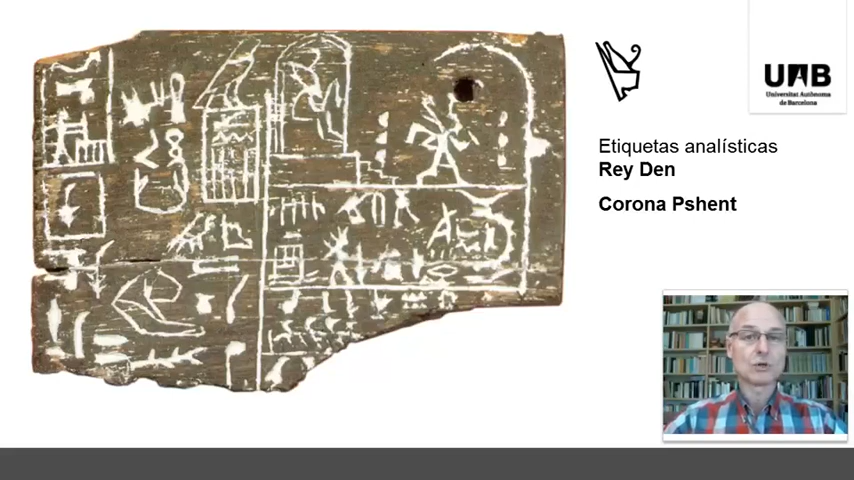 UAB
Universitat Autònoma
de Barcelona
Etiquetas analísticas
Rey Den
Corona Pshent